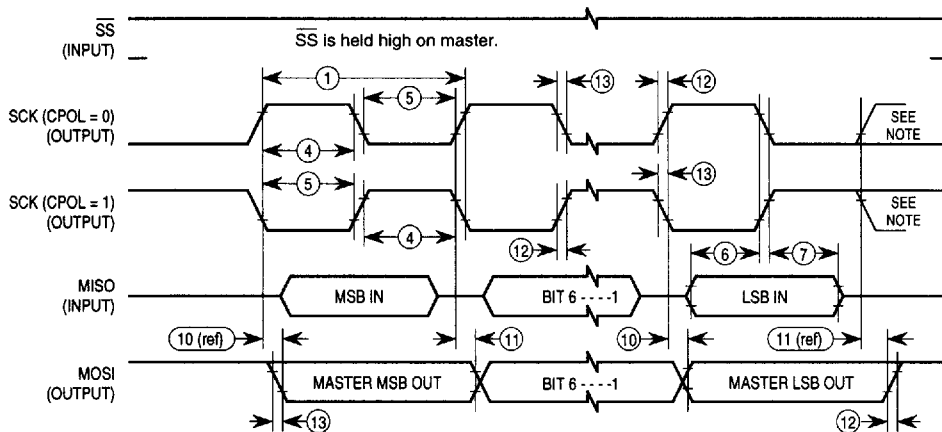 SS
(INPUT)
SS is held high on master.
1
13
12
5
SCK (CPOL = 0)
(OUTPUT)
SEE
NOTE
4
5
13
SCK (CPOL = 1)
(OUTPUT)
SEE
NOTE
4
12
6
7
MISO
(INPUT)
MSB IN
BIT 6 -----1
LSB IN
10 (ref)
11
10
11 (ref)
MOSI
(OUTPUT)
MASTER MSB OUT
BIT 6 -----1
MASTER LSB OUT
13
12